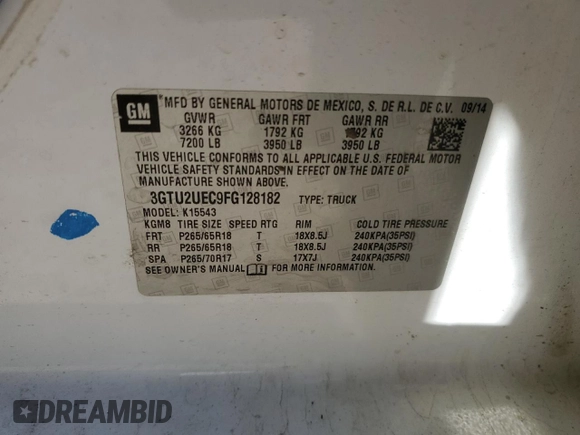 GM
MFD BY GENERAL MOTORS DE MEXICO, S. DE R.L. DE C.V. 09/14
GVWR GAWR FRT GAWR RR
3266 KG 1792 KG 1792 KG
7200 LB 3950 LB 3950 LB
THIS VEHICLE CONFORMS TO ALL APPLICABLE U.S. FEDERAL MOTOR
VEHICLE SAFETY STANDARDS IN EFFECT ON THE DATE OF
MANUFACTURE SHOWN ABOVE.
3GTU2UEC9FG128182 TYPE: TRUCK
MODEL: K15543
KGM8 TIRE SIZE SPEED RTG RIM COLD TIRE PRESSURE
FRT P265/65R18 T 18X8.5J 240KPA(35PSI)
RR P265/65R18 T 18X8.5J 240KPA(35PSI)
SPA P265/70R17 S 17X7J 240KPA(35PSI)
SEE OWNER'S MANUAL FOR MORE INFORMATION.
DREAMBID